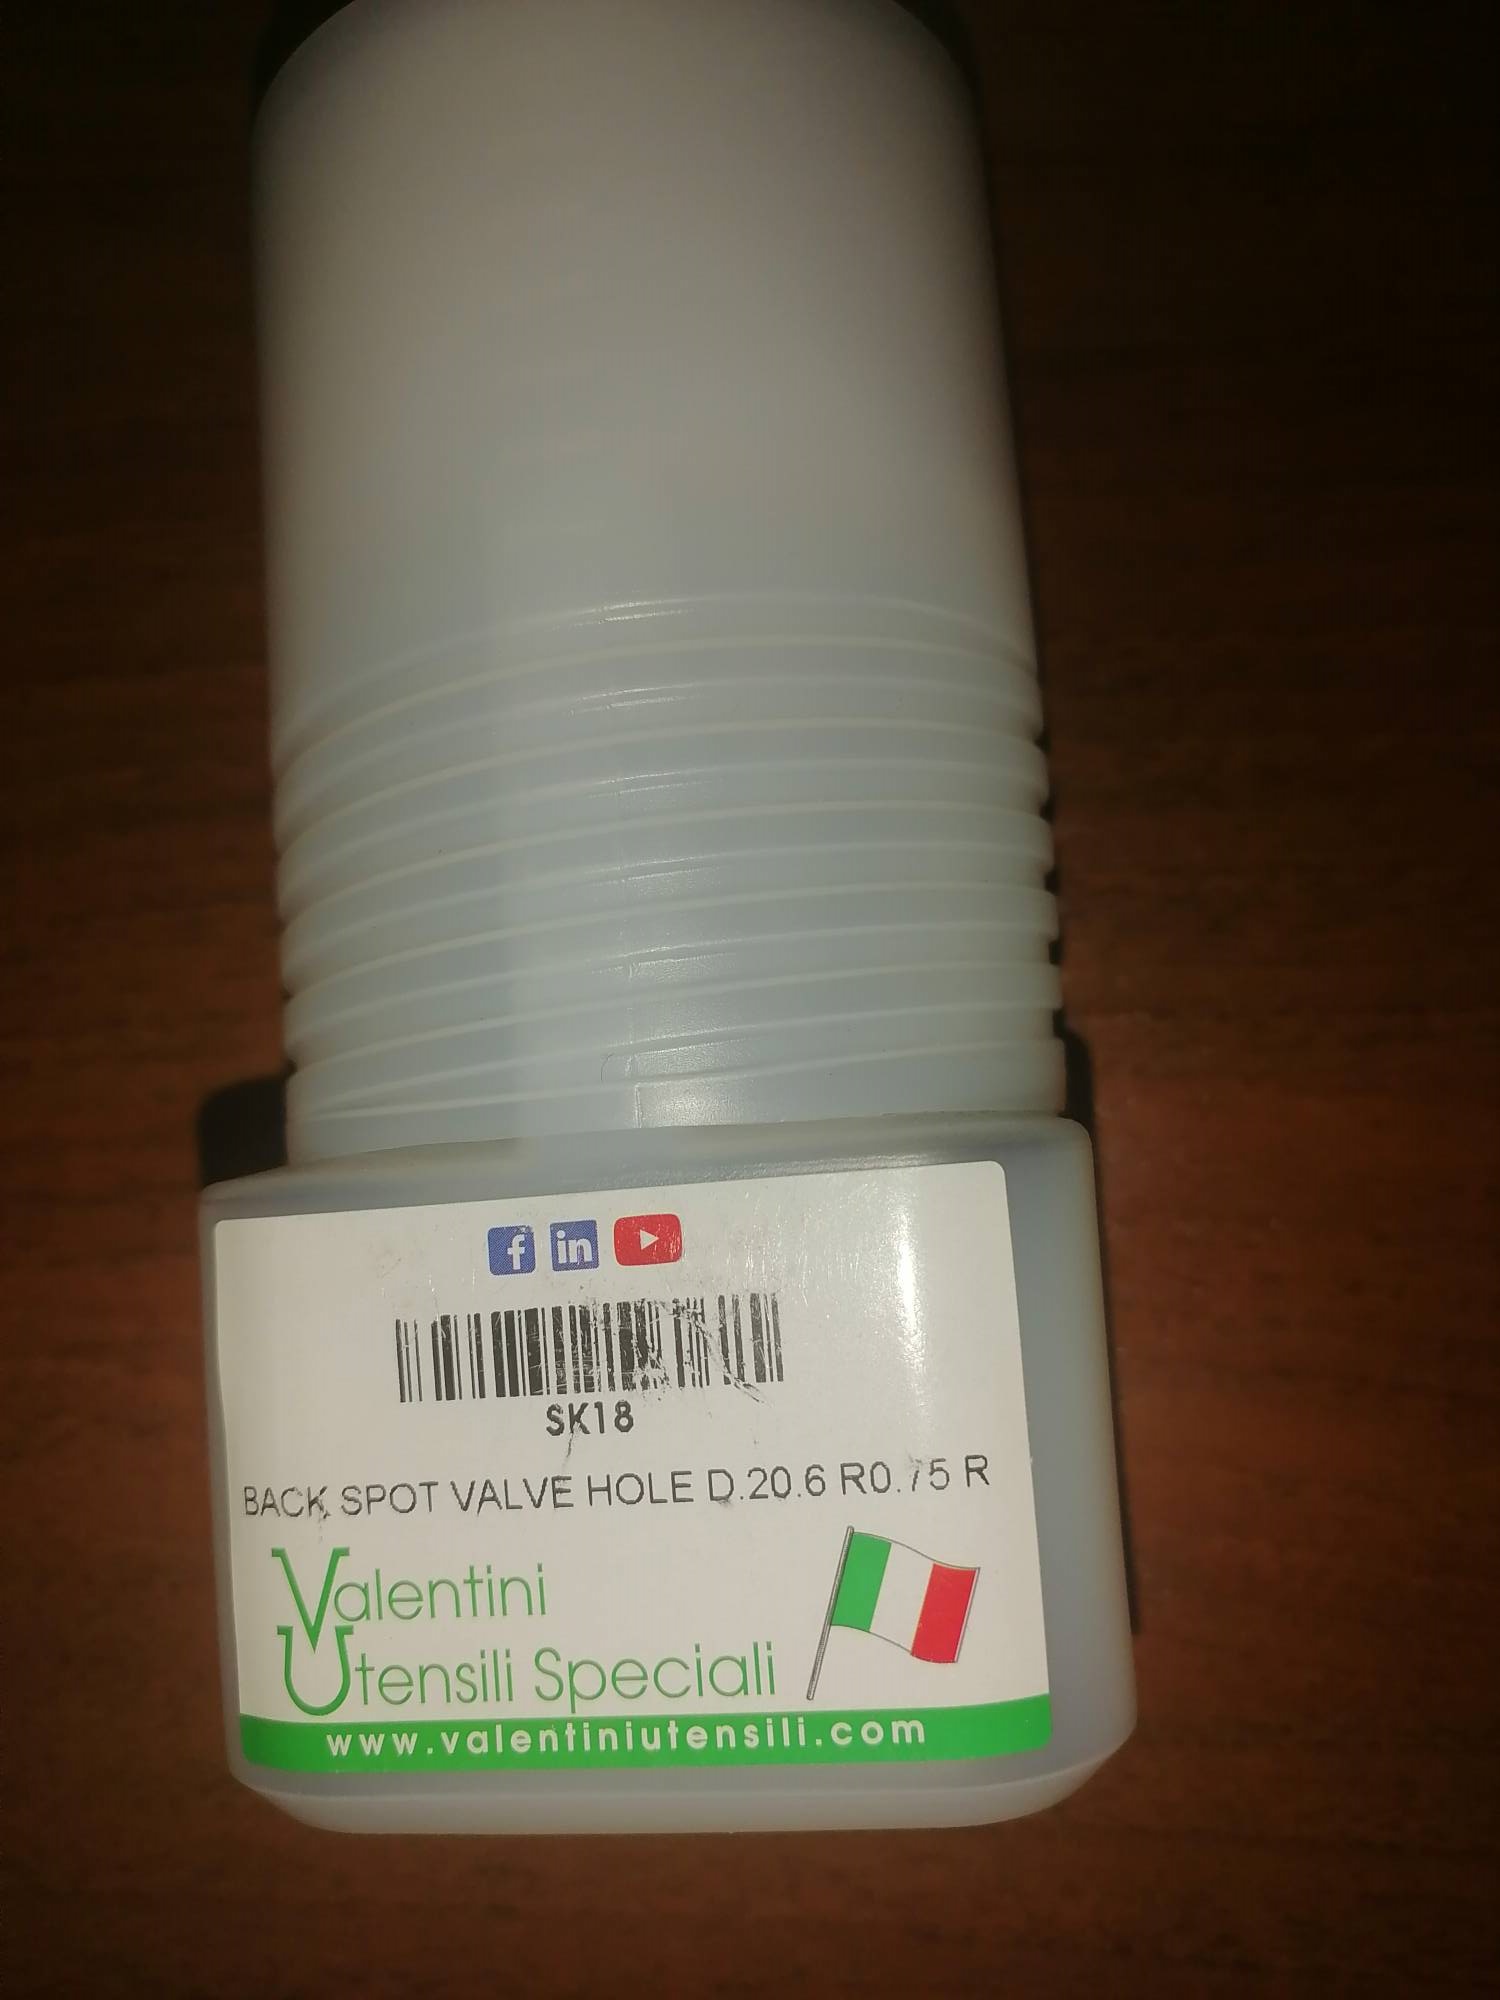 f in
SK18
BACK SPOT VALVE HOLE D.20.6 R0.75 R
Valentini
Utensili Speciali
www.valentiniutensili.com